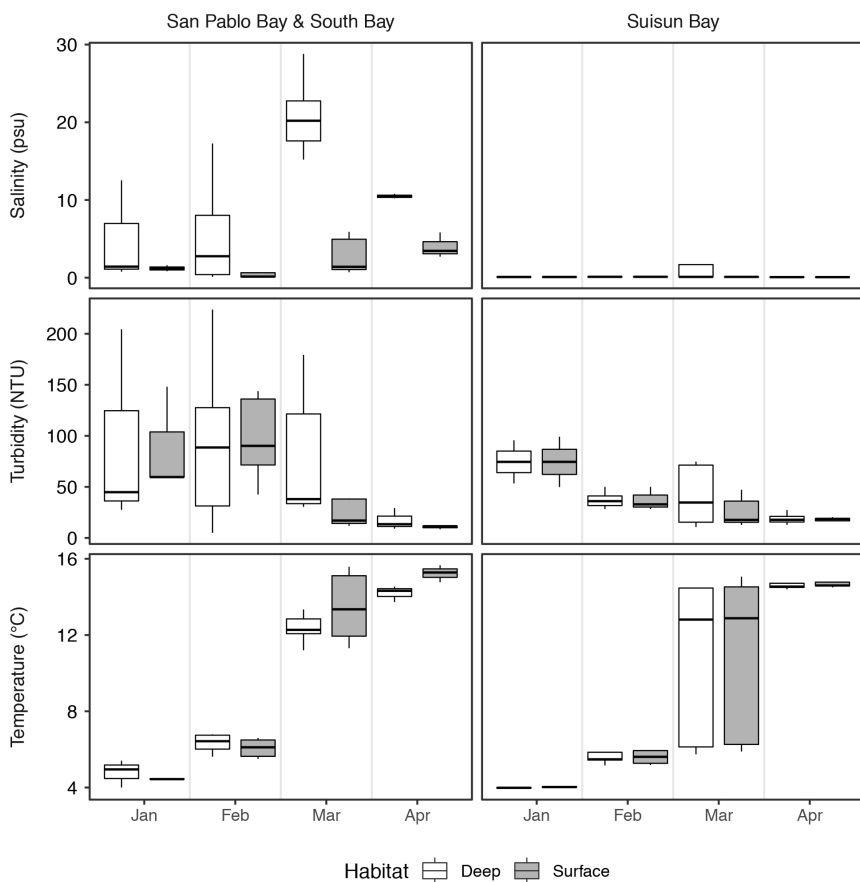 San Pablo Bay & South Bay
Suisun Bay
Salinity (psu)
30
20
10
0
Turbidity (NTU)
200
150
100
50
0
Temperature (°C)
16
12
8
4
Jan Feb Mar Apr
Jan Feb Mar Apr
Habitat Deep Surface